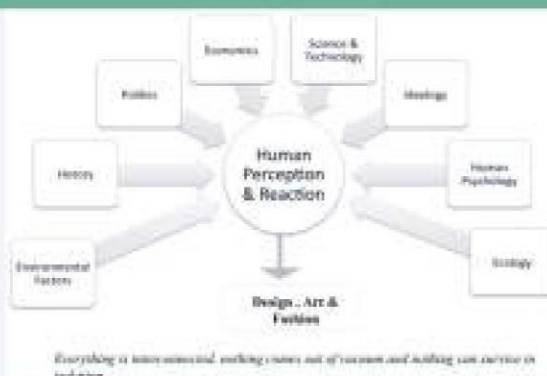 Economics
Science &
Technology
Politics
Ideology
History
Human
Perception
& Reaction
Human
Psychology
Environmental
Factors
Ecology
Design , Art &
Fashion
Everything is interconnected, nothing comes out of vacuum and nothing can survive in
isolation